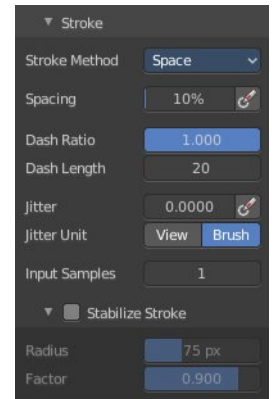 Stroke
Stroke Method Space
Spacing 10%
Dash Ratio 1.000
Dash Length 20
Jitter 0.0000
Jitter Unit View Brush
Input Samples 1
Stabilize Stroke
Radius 75 px
Factor 0.900